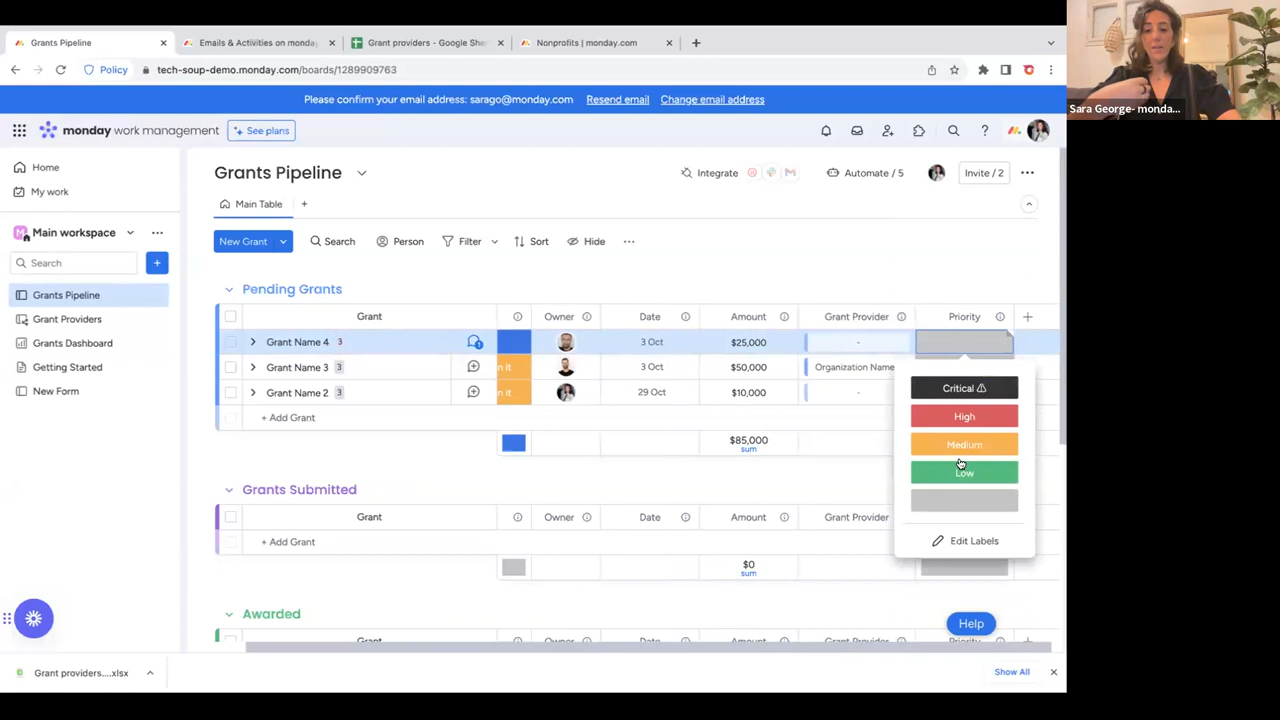 Grants Pipeline
Emails & Activities on monda
Grant providers - Google She
Nonprofits | monday.com
Policy
tech-soup-demo.monday.com/boards/1289909763
Sara George- monda...
Please confirm your email address: sarago@monday.com Resend email Change email address
monday work management
See plans
Home
My work
M Main workspace
Search
Grants Pipeline
Grant Providers
Grants Dashboard
Getting Started
New Form
Grants Pipeline
Integrate
Automate / 5
Invite / 2
Main Table
New Grant
Search
Person
Filter
Sort
Hide
Pending Grants
Grant Owner Date Amount Grant Provider Priority
Grant Name 4 3 1 3 Oct $25,000 -
Grant Name 3 3 n it 3 Oct $50,000 Organization Name
Grant Name 2 3 n it 29 Oct $10,000 -
+ Add Grant
$85,000
sum
Critical
High
Medium
Low
Edit Labels
Grants Submitted
Grant Owner Date Amount Grant Provider
+ Add Grant
$0
sum
Awarded
Grant Owner Date Amount Grant Provider Priority
Help
Grant providers....xlsx
Show All